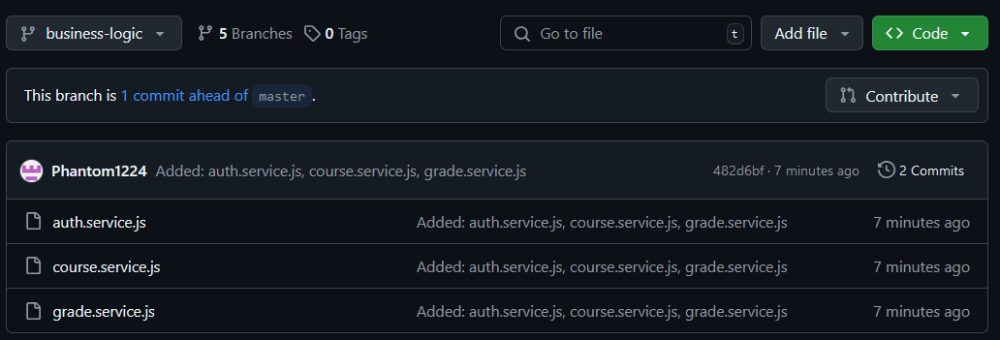 business-logic 5 Branches 0 Tags Go to file t Add file Code
This branch is 1 commit ahead of master . Contribute
Phantom1224 Added: auth.service.js, course.service.js, grade.service.js 482d6bf · 7 minutes ago 2 Commits
auth.service.js Added: auth.service.js, course.service.js, grade.service.js 7 minutes ago
course.service.js Added: auth.service.js, course.service.js, grade.service.js 7 minutes ago
grade.service.js Added: auth.service.js, course.service.js, grade.service.js 7 minutes ago